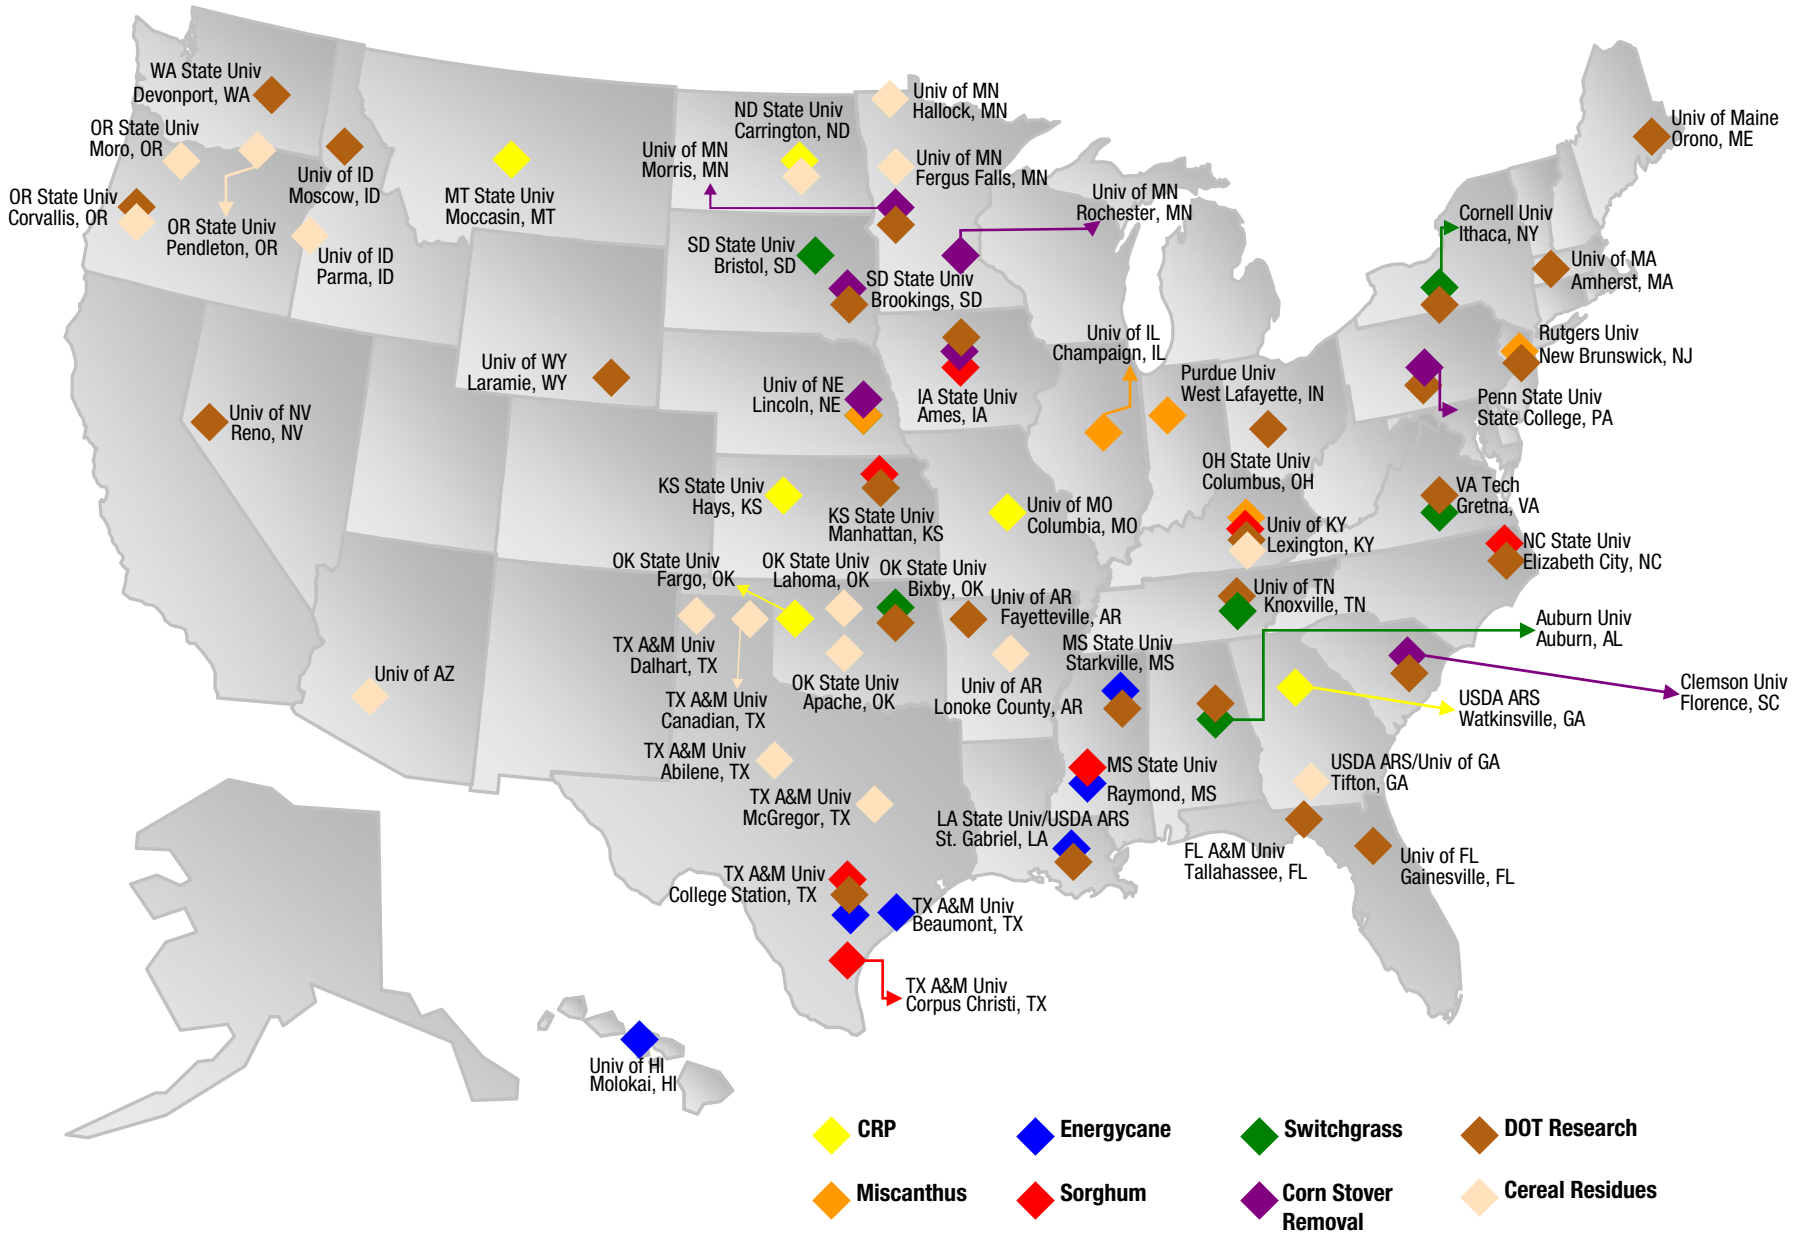 WA State Univ
Devonport, WA
OR State Univ
Moro, OR
OR State Univ
Corvallis, OR
OR State Univ
Pendleton, OR
Univ of ID
Moscow, ID
Univ of ID
Parma, ID
MT State Univ
Moccasin, MT
ND State Univ
Carrington, ND
Univ of MN
Hallock, MN
Univ of MN
Fergus Falls, MN
Univ of MN
Morris, MN
Univ of MN
Rochester, MN
SD State Univ
Bristol, SD
SD State Univ
Brookings, SD
Univ of WY
Laramie, WY
Univ of NV
Reno, NV
Univ of NE
Lincoln, NE
IA State Univ
Ames, IA
Univ of IL
Champaign, IL
Purdue Univ
West Lafayette, IN
OH State Univ
Columbus, OH
Cornell Univ
Ithaca, NY
Univ of Maine
Orono, ME
Univ of MA
Amherst, MA
Rutgers Univ
New Brunswick, NJ
Penn State Univ
State College, PA
VA Tech
Gretna, VA
NC State Univ
Elizabeth City, NC
Univ of KY
Lexington, KY
Univ of TN
Knoxville, TN
KS State Univ
Hays, KS
KS State Univ
Manhattan, KS
Univ of MO
Columbia, MO
OK State Univ
Fargo, OK
OK State Univ
Lahoma, OK
OK State Univ
Bixby, OK
OK State Univ
Apache, OK
Univ of AR
Fayetteville, AR
Univ of AR
Lonoke County, AR
MS State Univ
Starkville, MS
MS State Univ
Raymond, MS
Auburn Univ
Auburn, AL
Clemson Univ
Florence, SC
USDA ARS
Watkinsville, GA
USDA ARS/Univ of GA
Tifton, GA
FL A&M Univ
Tallahassee, FL
Univ of FL
Gainesville, FL
LA State Univ/USDA ARS
St. Gabriel, LA
Univ of AZ
TX A&M Univ
Dalhart, TX
TX A&M Univ
Canadian, TX
TX A&M Univ
Abilene, TX
TX A&M Univ
McGregor, TX
TX A&M Univ
College Station, TX
TX A&M Univ
Beaumont, TX
TX A&M Univ
Corpus Christi, TX
Univ of HI
Molokai, HI
CRP
Energycane
Switchgrass
DOT Research
Miscanthus
Sorghum
Corn Stover
Removal
Cereal Residues